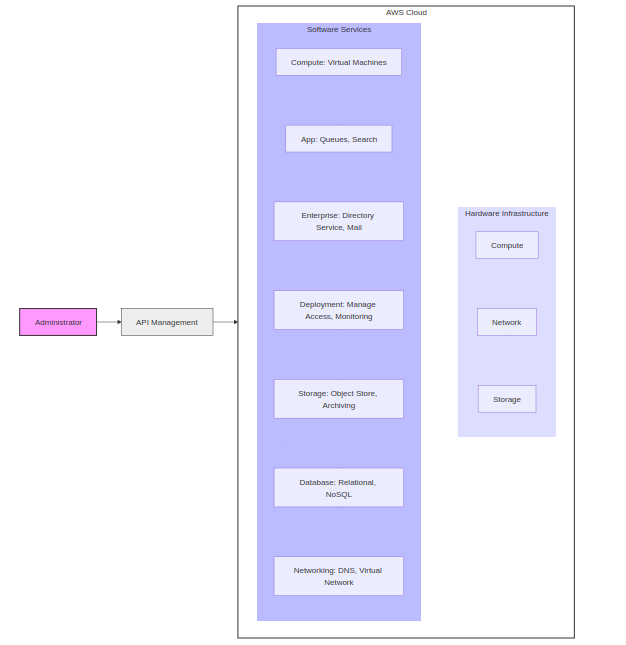 AWS Cloud
Software Services
Compute: Virtual Machines
App: Queues, Search
Enterprise: Directory
Service, Mail
Hardware Infrastructure
Compute
Deployment: Manage
Access, Monitoring
Administrator
API Management
Network
Storage: Object Store,
Archiving
Storage
Database: Relational,
NoSQL
Networking: DNS, Virtual
Network